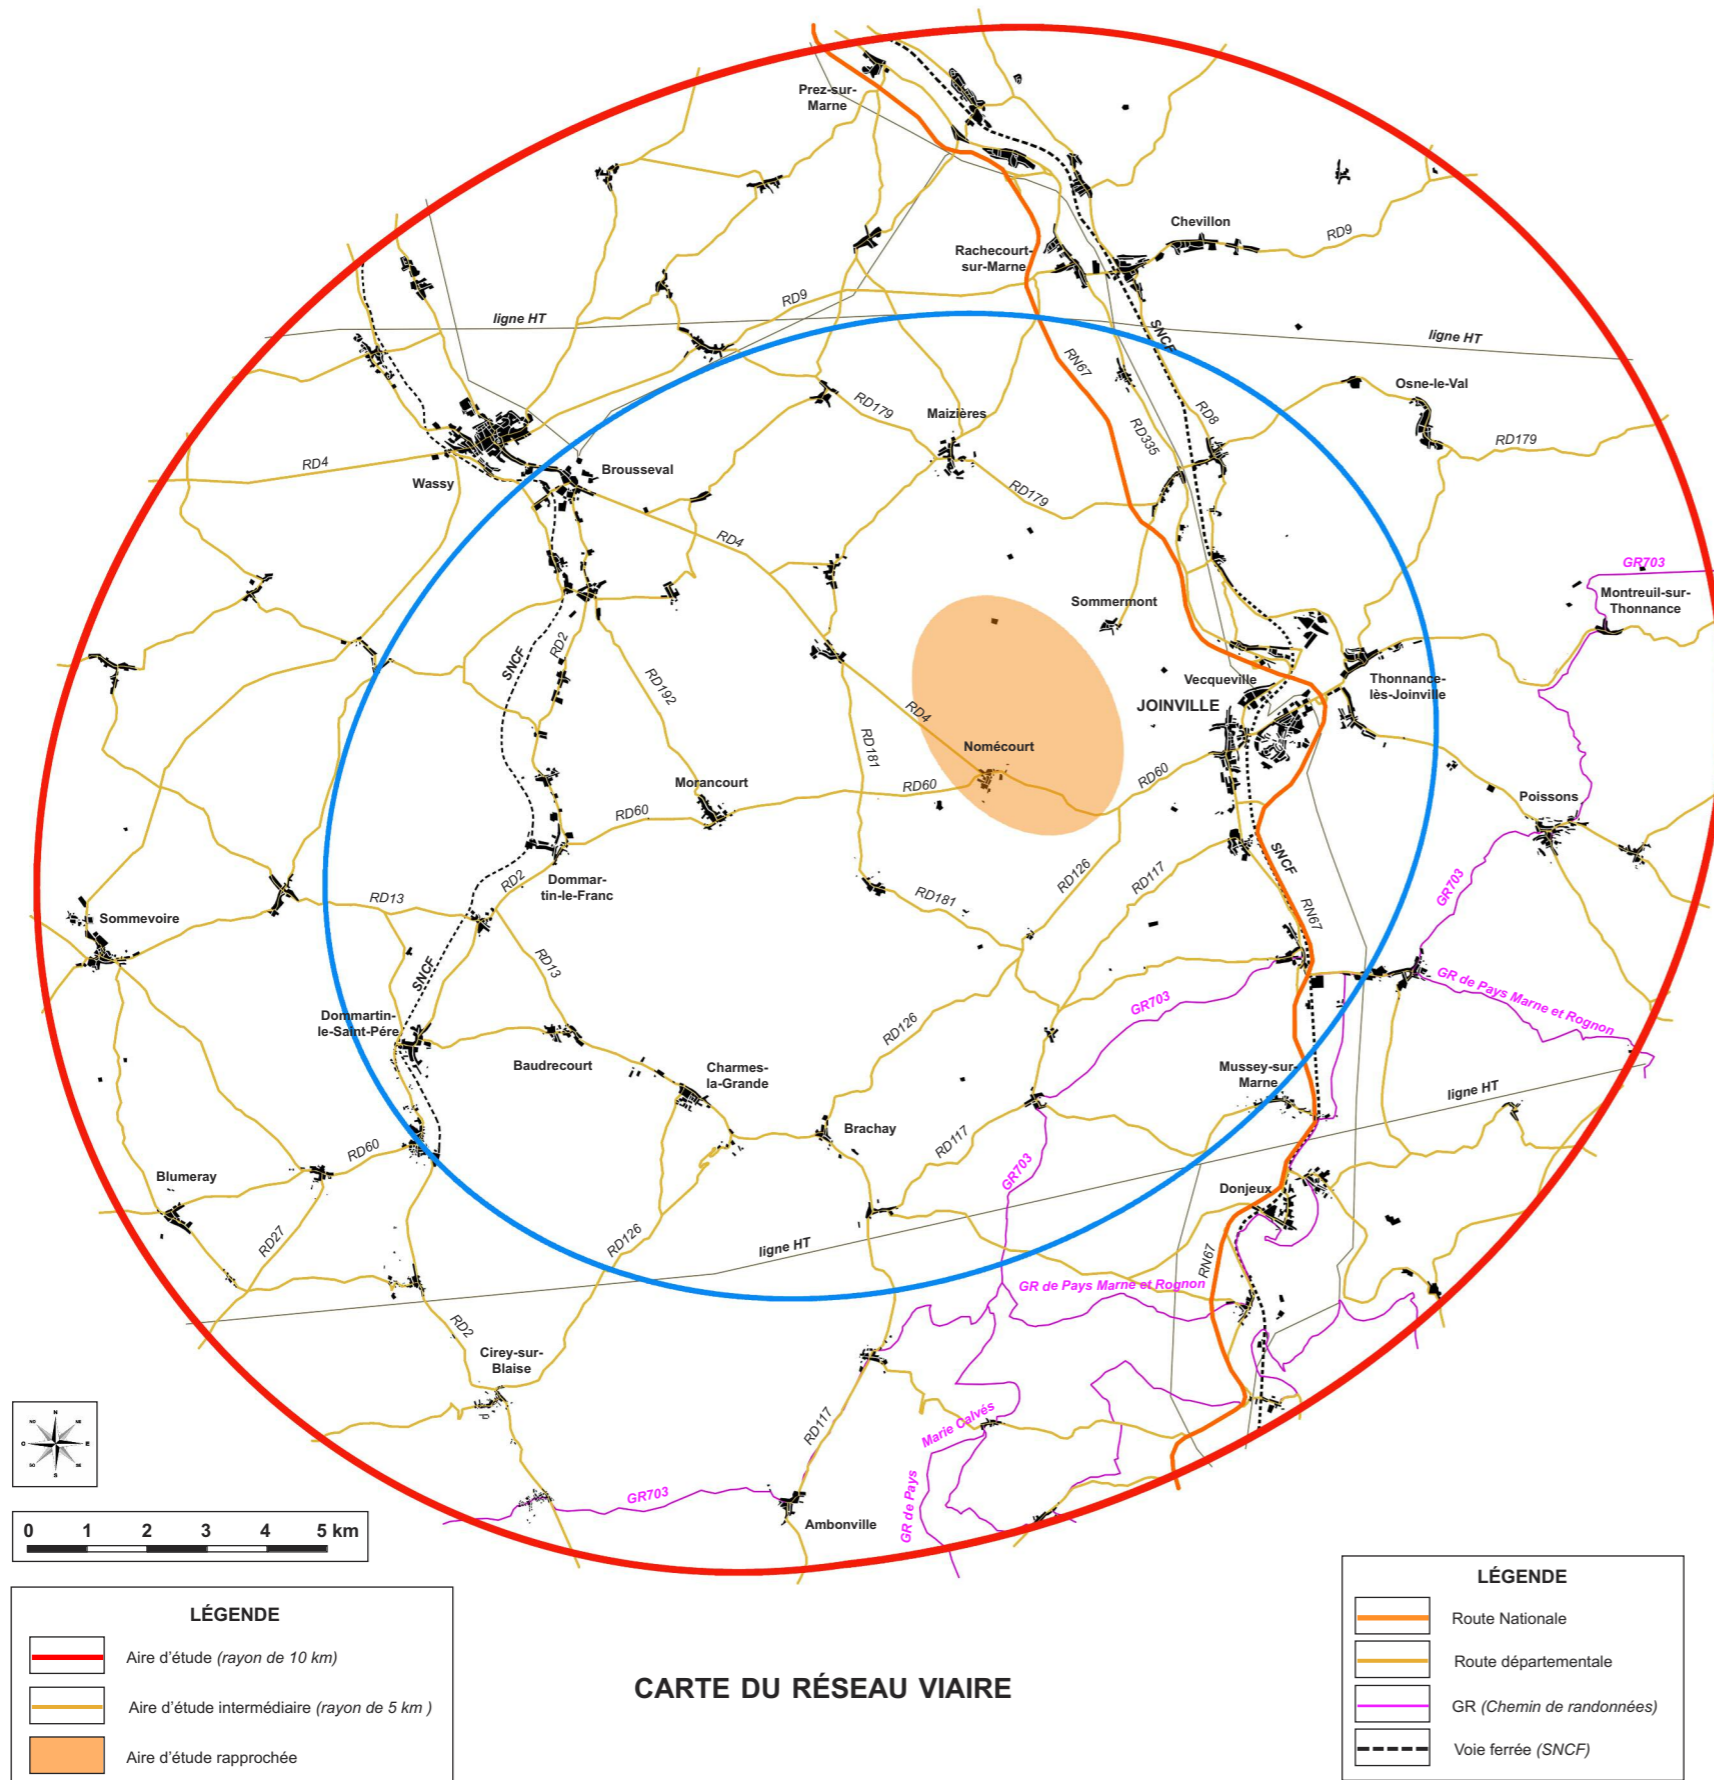 Prez-sur-
Marne
Chevillon
RD9
Rachecourt-
sur-Marne
RD9
ligne HT
SNCF
ligne HT
RN67
Osne-le-Val
RD179
Maizières
RD8
RD335
RD179
RD4
Brousseval
Wassy
RD179
RD4
GR703
Montreuil-sur-
Thonnance
Sommermont
SNCF
RD2
RD192
Vecqueville
Thonnance-
lès-Joinville
JOINVILLE
RD4
RD181
Nomécourt
RD60
Morancourt
RD60
RD60
Poissons
SNCF
Dommar-
tin-le-Franc
RD2
RD126
RD117
GR703
RD13
RD181
RN67
Sommevoire
SNCF
RD13
GR de Pays Marne et Rognon
GR703
Dommartin-
le-Saint-Pére
RD126
Baudrecourt
Charmes-
la-Grande
Mussey-sur-
Marne
ligne HT
Brachay
RD117
RD60
GR703
Blumeray
Donjeux
RD27
RD126
ligne HT
RN67
GR de Pays Marne et Rognon
RD2
Cirey-sur-
Blaise
RD117
Marie Calvés
GR de Pays
GR703
Ambonville
N
NO
NE
O
E
SO
SE
S
0 1 2 3 4 5 km
LÉGENDE
Aire d'étude (rayon de 10 km)
Aire d'étude intermédiaire (rayon de 5 km )
Aire d'étude rapprochée
CARTE DU RÉSEAU VIAIRE
LÉGENDE
Route Nationale
Route départementale
GR (Chemin de randonnées)
Voie ferrée (SNCF)